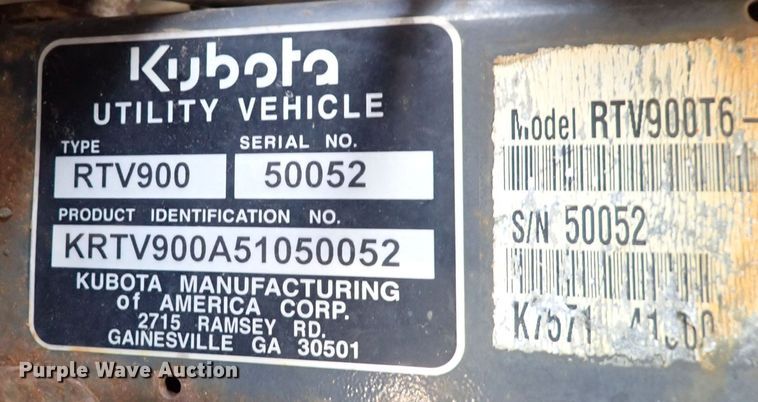 Kubota
UTILITY VEHICLE
TYPE SERIAL NO.
RTV900 50052
PRODUCT IDENTIFICATION NO.
KRTV900A51050052
KUBOTA MANUFACTURING
of AMERICA CORP.
2715 RAMSEY RD.
GAINESVILLE GA 30501
Model RTV900T6-
S/N 50052
K7571
Purple Wave Auction